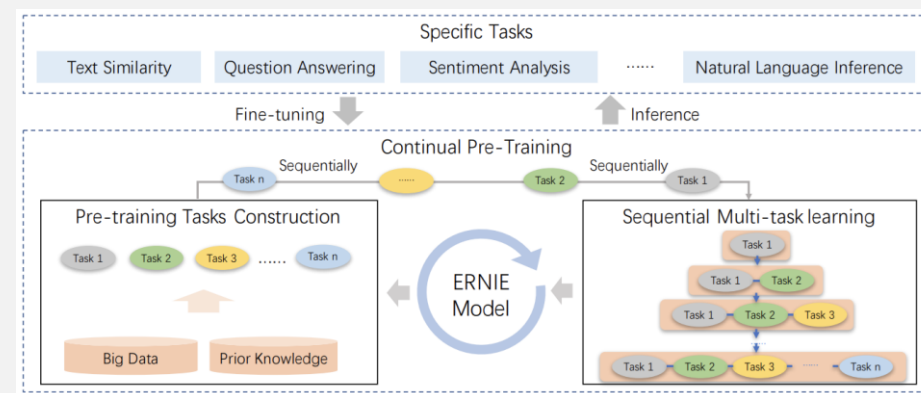 Specific Tasks
Text Similarity
Question Answering
Sentiment Analysis
......
Natural Language Inference
Fine-tuning
Inference
Continual Pre-Training
Sequentially
Sequentially
Task n
......
Task 2
Task 1
Pre-training Tasks Construction
Task 1
Task 2
Task 3
......
Task n
Big Data
Prior Knowledge
ERNIE
Model
Sequential Multi-task learning
Task 1
Task 1
Task 2
Task 1
Task 2
Task 3
......
Task 1
Task 2
Task 3
......
Task n